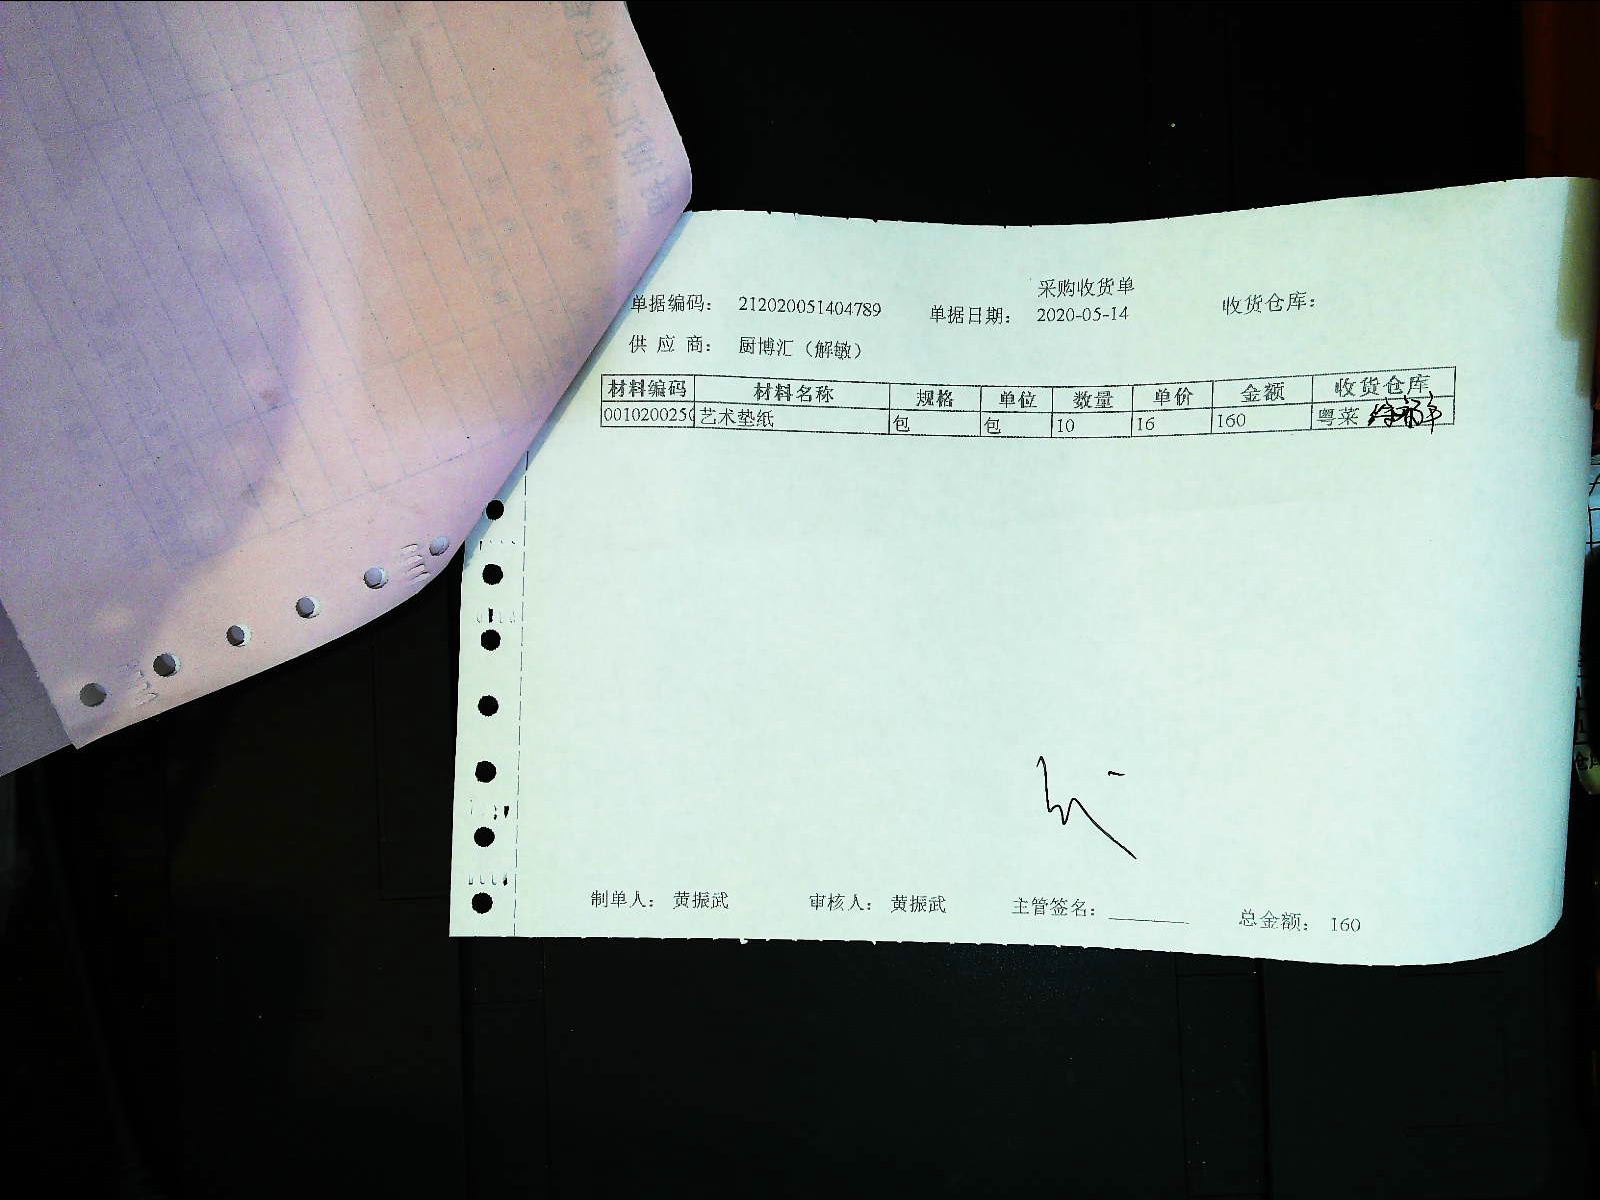 采购收货单
单据编码： 212020051404789 单据日期： 2020-05-14 收货仓库：
供 应 商： 厨博汇（解敏）
材料编码 材料名称 规格 单位 数量 单价 金额 收货仓库
0010200250 艺术垫纸 包 包 10 16 160 粤菜
制单人： 黄振武 审核人： 黄振武 主管签名： 总金额： 160